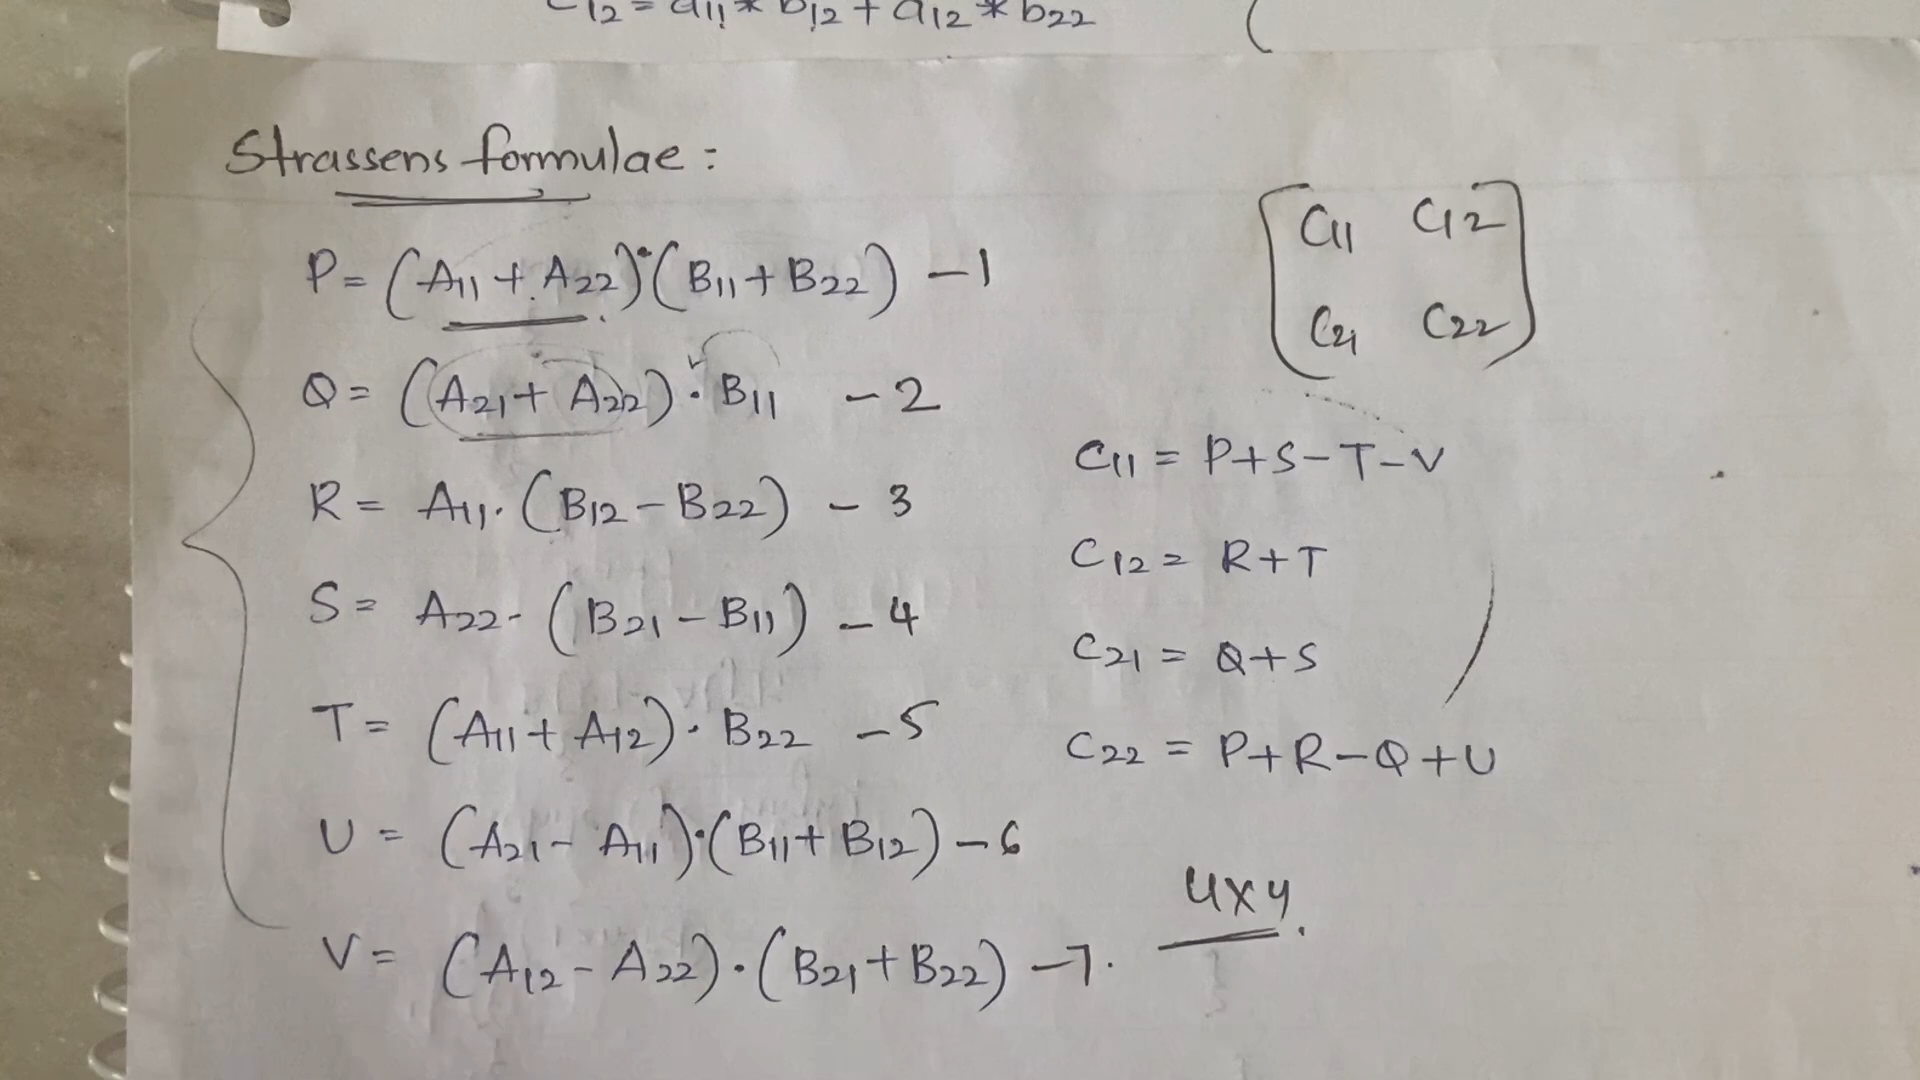 C12 = a11 * b12 + a12 * b22 (
Strassens formulae :
P = (A11 + A22) · (B11 + B22) - 1
Q = (A21 + A22) · B11 - 2
R = A11 · (B12 - B22) - 3
S = A22 - (B21 - B11) - 4
T = (A11 + A12) · B22 - 5
U = (A21 - A11) · (B11 + B12) - 6
V = (A12 - A22) · (B21 + B22) - 7.
C11 C12
C21 C22
C11 = P+S-T-V
C12 = R+T
C21 = Q+S
C22 = P+R-Q+U
4x4.